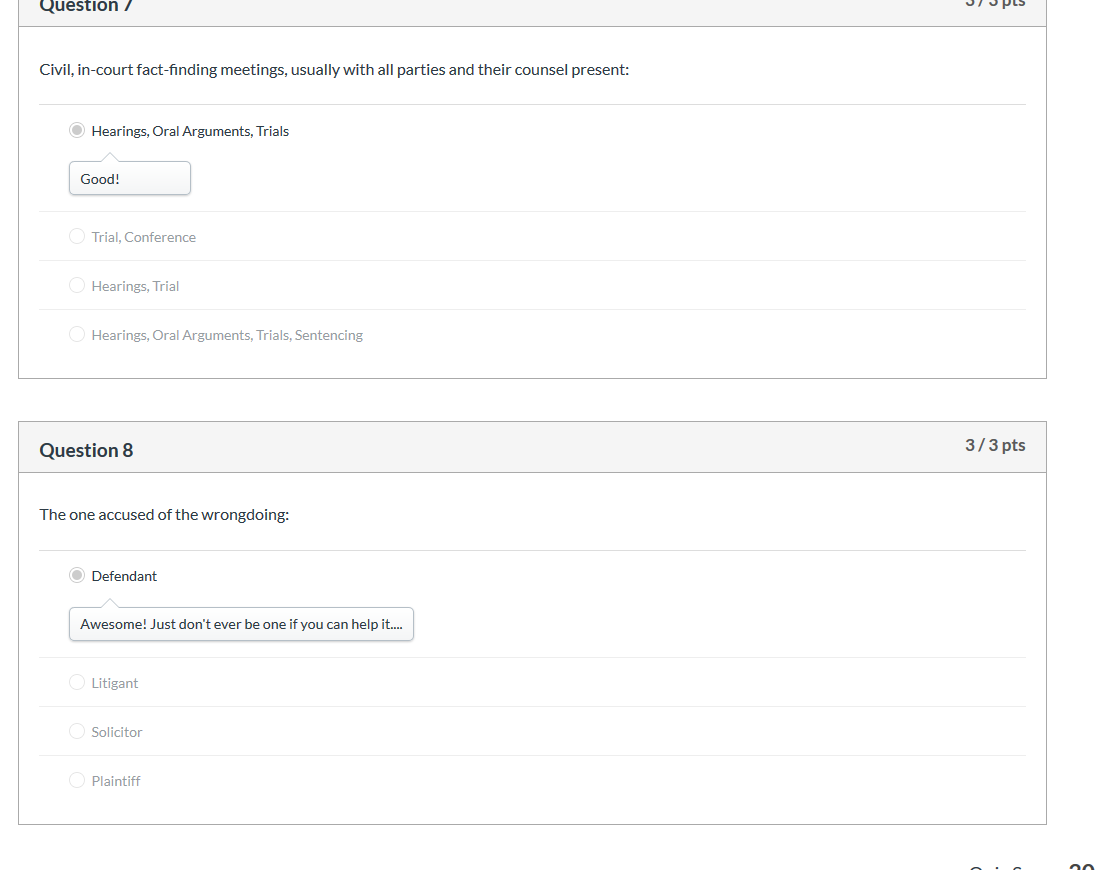 Question 7
3 / 3 pts
Civil, in-court fact-finding meetings, usually with all parties and their counsel present:
Hearings, Oral Arguments, Trials
Good!
Trial, Conference
Hearings, Trial
Hearings, Oral Arguments, Trials, Sentencing
Question 8
3 / 3 pts
The one accused of the wrongdoing:
Defendant
Awesome! Just don't ever be one if you can help it....
Litigant
Solicitor
Plaintiff